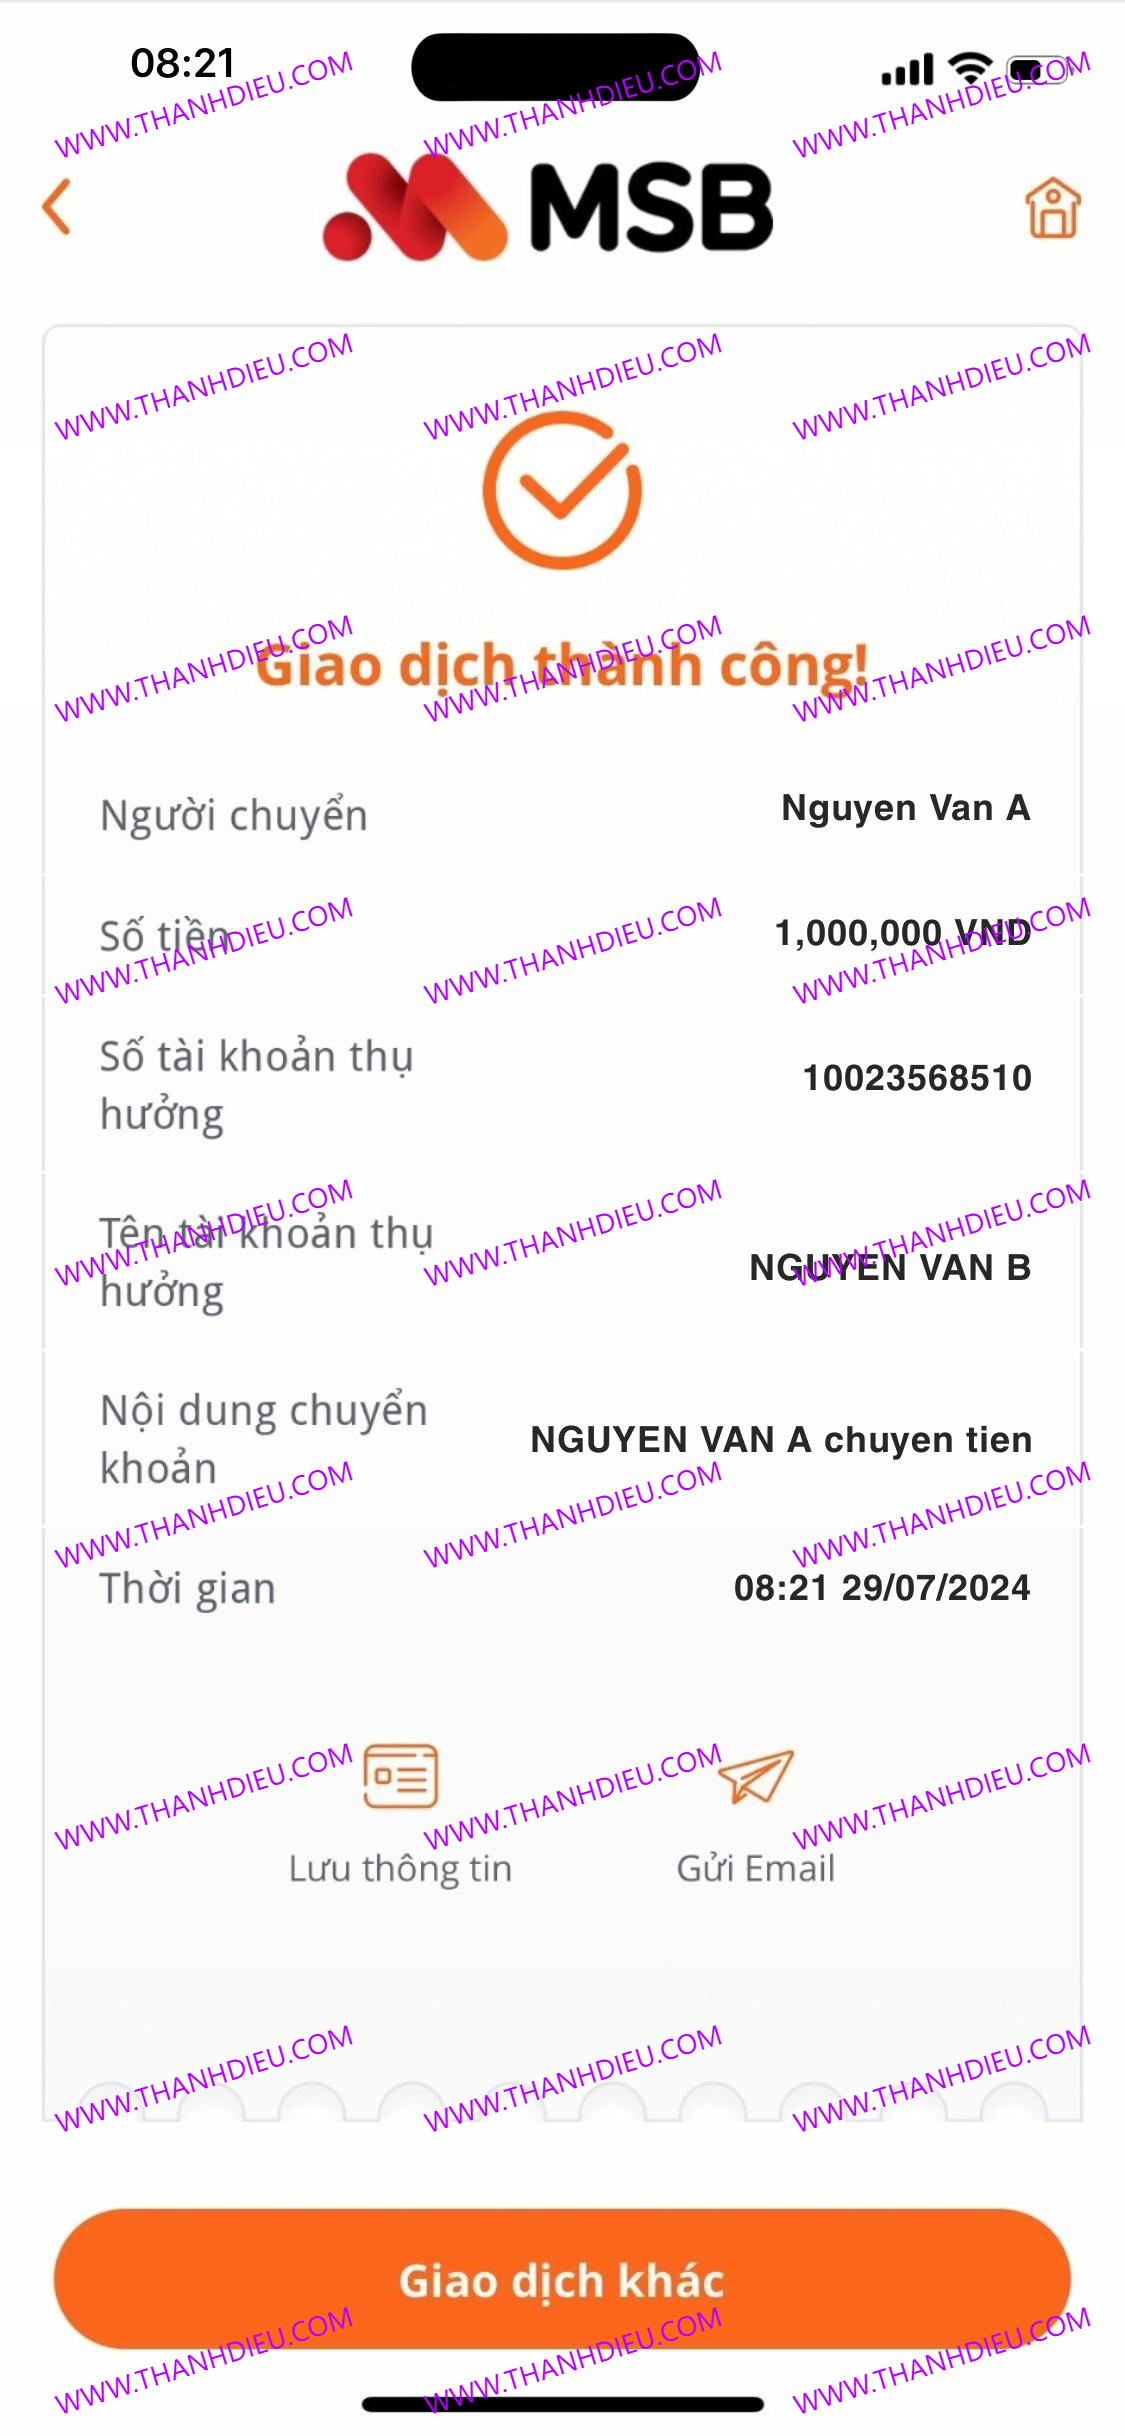 08:21
WWW.THANHDIEU.COM WWW.THANHDIEU.COM WWW.THANHDIEU.COM
MSB
WWW.THANHDIEU.COM WWW.THANHDIEU.COM WWW.THANHDIEU.COM
Giao dịch thành công!
WWW.THANHDIEU.COM WWW.THANHDIEU.COM WWW.THANHDIEU.COM
Người chuyển Nguyen Van A
Số tiền 1,000,000 VND
WWW.THANHDIEU.COM WWW.THANHDIEU.COM WWW.THANHDIEU.COM
Số tài khoản thụ
hưởng
10023568510
Tên tài khoản thụ
hưởng
NGUYEN VAN B
WWW.THANHDIEU.COM WWW.THANHDIEU.COM WWW.THANHDIEU.COM
Nội dung chuyển
khoản
NGUYEN VAN A chuyen tien
WWW.THANHDIEU.COM WWW.THANHDIEU.COM WWW.THANHDIEU.COM
Thời gian 08:21 29/07/2024
WWW.THANHDIEU.COM WWW.THANHDIEU.COM WWW.THANHDIEU.COM
Lưu thông tin Gửi Email
WWW.THANHDIEU.COM WWW.THANHDIEU.COM WWW.THANHDIEU.COM
Giao dịch khác
WWW.THANHDIEU.COM WWW.THANHDIEU.COM WWW.THANHDIEU.COM